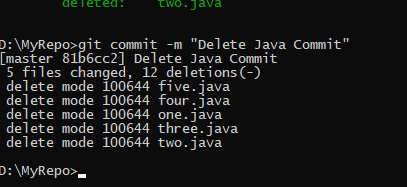 deleted:    two.java
D:\MyRepo>git commit -m "Delete Java Commit"
[master 81b6cc2] Delete Java Commit
 5 files changed, 12 deletions(-)
 delete mode 100644 five.java
 delete mode 100644 four.java
 delete mode 100644 one.java
 delete mode 100644 three.java
 delete mode 100644 two.java
D:\MyRepo>